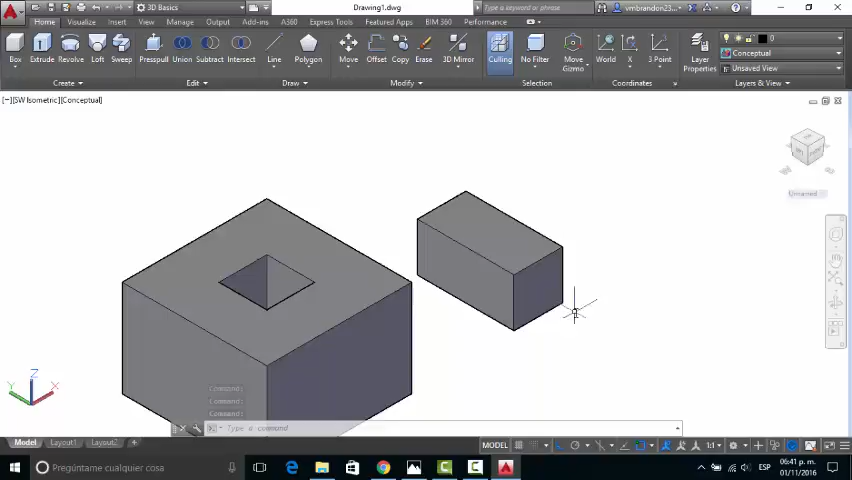 3D Basics
Drawing1.dwg
Type a keyword or phrase
vmbrandon23...
Home Visualize Insert View Manage Output Add-ins A360 Express Tools Featured Apps BIM 360 Performance
Box Extrude Revolve Loft Sweep Presspull Union Subtract Intersect Line Polygon Move Offset Copy Erase 3D Mirror Culling No Filter Move Gizmo World X 3 Point Layer Properties
0
Conceptual
Unsaved View
Create Edit Draw Modify Selection Coordinates Layers & Views
[−][SW Isometric][Conceptual]
Unnamed
Z
Y X
Command:
Command:
Command:
Type a command
Model Layout1 Layout2 +
MODEL 1:1
Pregúntame cualquier cosa
ESP
06:41 p. m.
01/11/2016